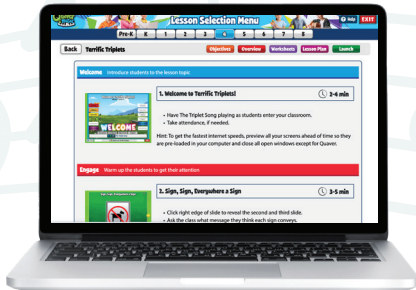 Quaver
Lesson Selection Menu
Help EXIT
Pre-K K 1 2 3 4 5 6 7 8
Back Terrific Triplets Objectives Overview Worksheets Lesson Plan Launch
Welcome Introduce students to the lesson topic
1. Welcome to Terrific Triplets! 2-4 min
• Have The Triplet Song playing as students enter your classroom.
• Take attendance, if needed.
Hint: To get the fastest internet speeds, preview all your screens ahead of time so they
are pre-loaded in your computer and close all open windows except for Quaver.
WELCOME
Engage Warm up the students to get their attention
2. Sign, Sign, Everywhere a Sign 3-5 min
• Click right edge of slide to reveal the second and third slide.
• Ask the class what message they think each sign conveys.